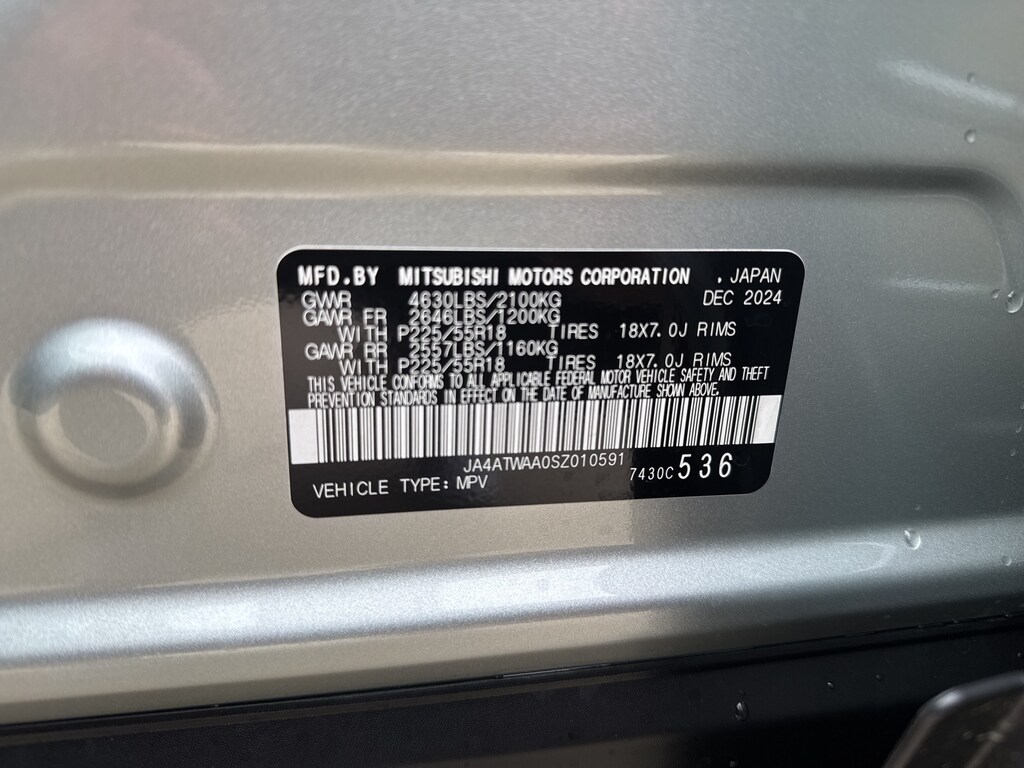 MFD.BY MITSUBISHI MOTORS CORPORATION , JAPAN
GVWR 4630LBS/2100KG DEC 2024
GAWR FR 2646LBS/1200KG
WITH P225/55R18 TIRES 18X7.0J RIMS
GAWR RR 2557LBS/1160KG
WITH P225/55R18 TIRES 18X7.0J RIMS
THIS VEHICLE CONFORMS TO ALL APPLICABLE FEDERAL MOTOR VEHICLE SAFETY AND THEFT
PREVENTION STANDARDS IN EFFECT ON THE DATE OF MANUFACTURE SHOWN ABOVE.
JA4ATWAA0SZ010591
7430C 536
VEHICLE TYPE: MPV